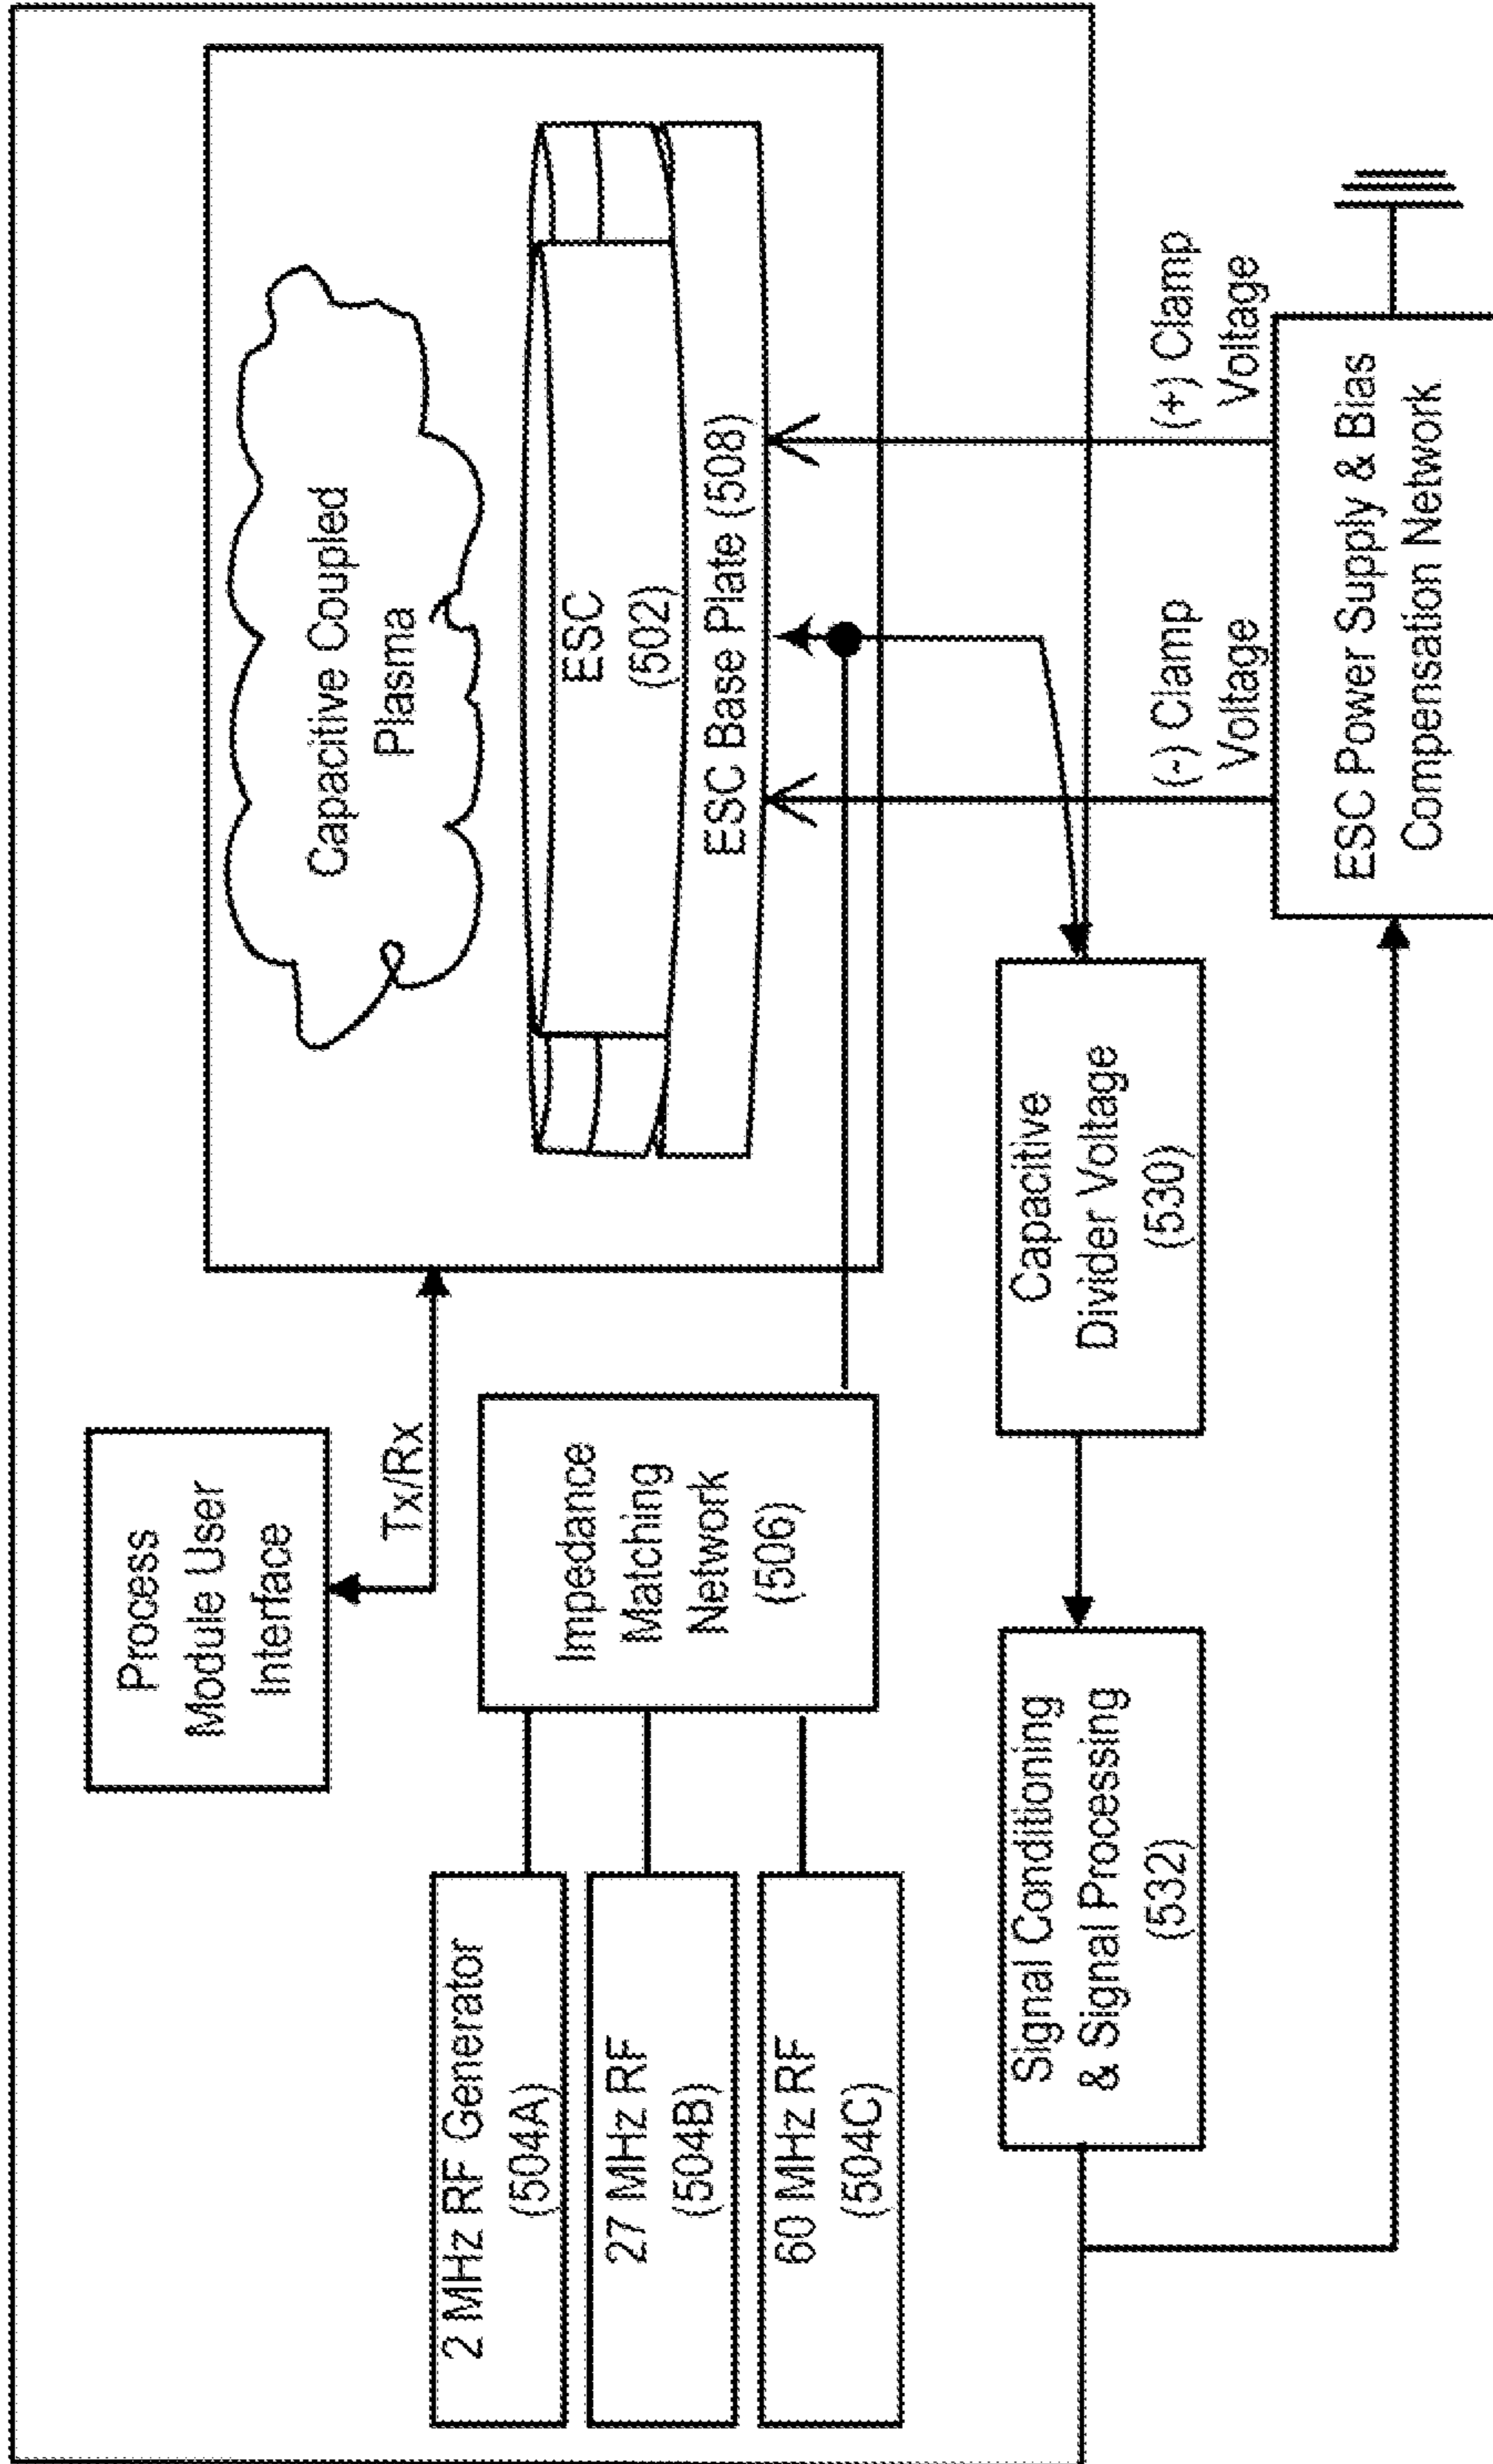 Process
Module User
Interface
Tx/Rx
Capacitive Coupled
Plasma
2 MHz RF Generator
(504A)
27 MHz RF
(504B)
60 MHz RF
(504C)
Impedance
Matching
Network
(506)
ESC
(502)
ESC Base Plate (508)
Signal Conditioning
& Signal Processing
(532)
Capacitive
Divider Voltage
(530)
(-) Clamp
Voltage
(+) Clamp
Voltage
ESC Power Supply & Bias
Compensation Network